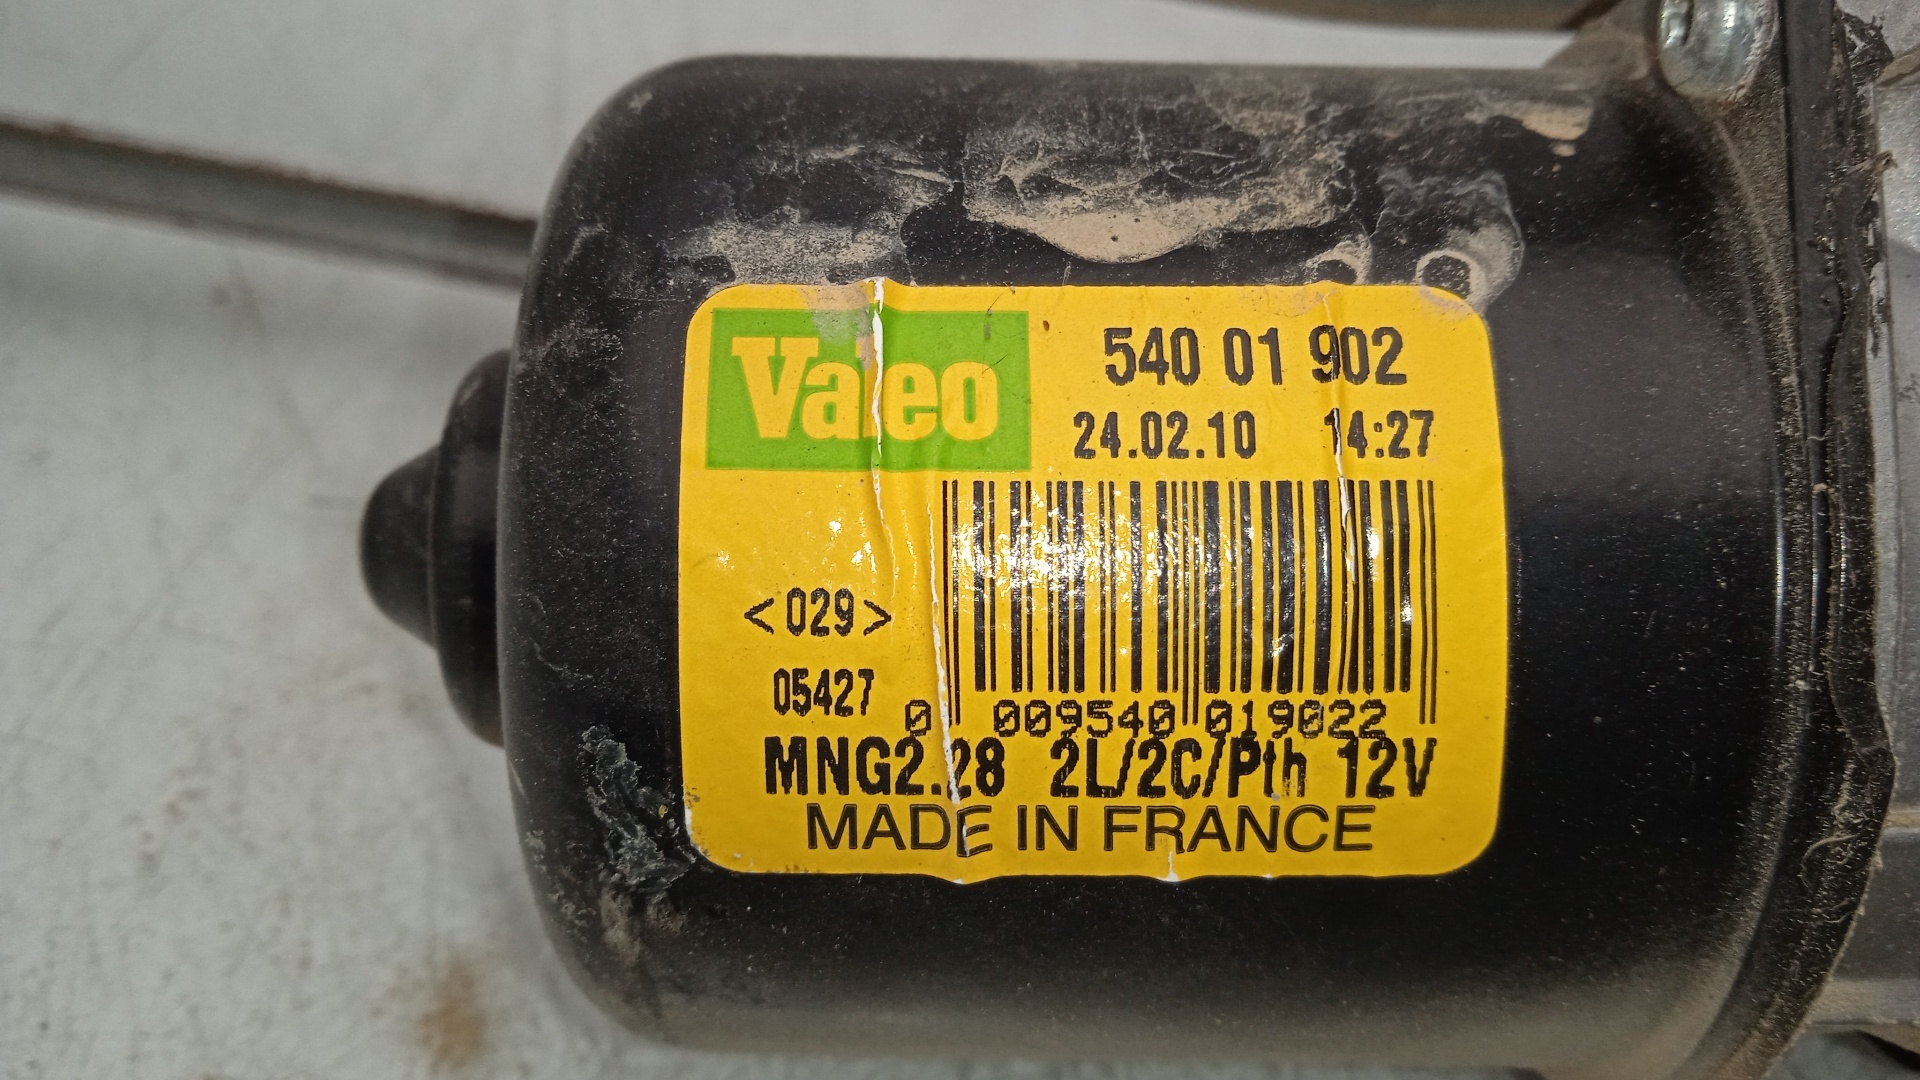 Valeo
540 01 902
24.02.10 14:27
<029>
05427
0 009540 019022
MNG2.28 2L/2C/Pth 12V
MADE IN FRANCE